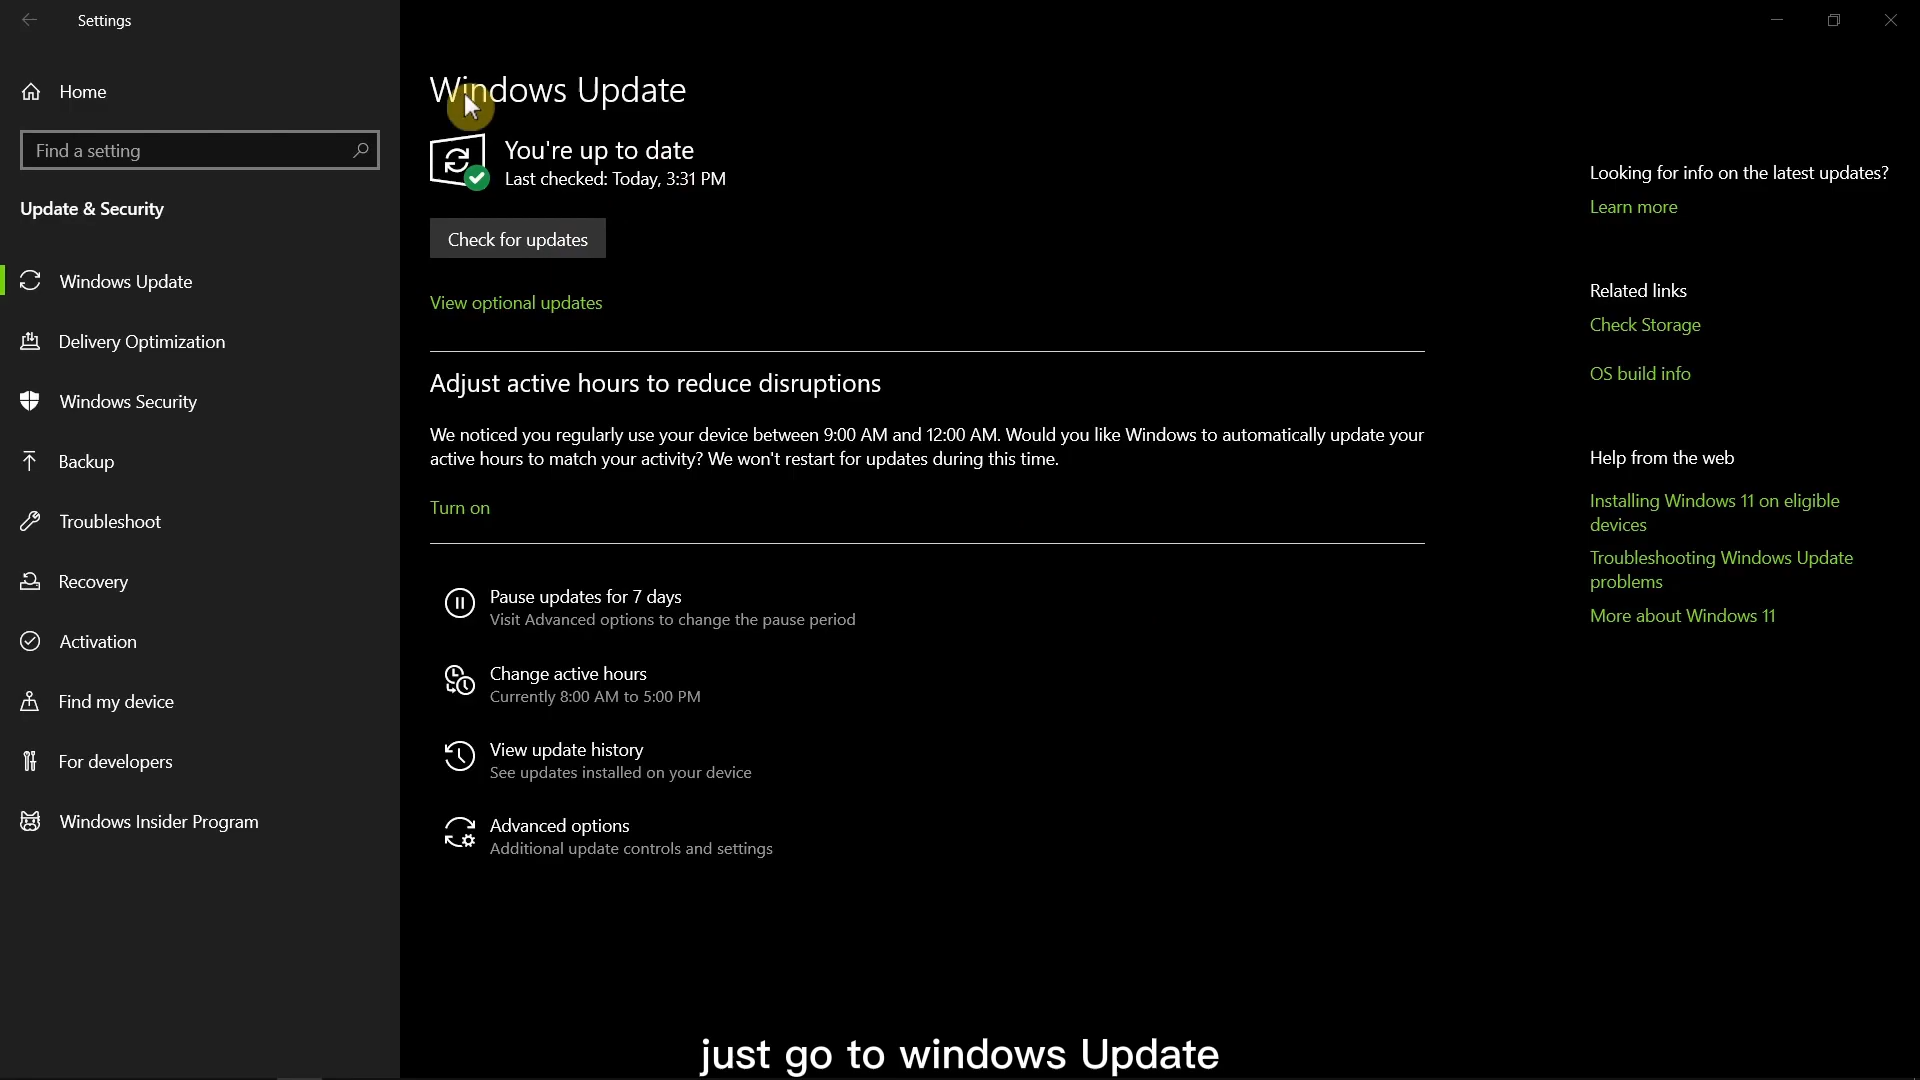 Settings
Home
Find a setting
Update & Security
Windows Update
Delivery Optimization
Windows Security
Backup
Troubleshoot
Recovery
Activation
Find my device
For developers
Windows Insider Program
Windows Update
You're up to date
Last checked: Today, 3:31 PM
Check for updates
View optional updates
Adjust active hours to reduce disruptions
We noticed you regularly use your device between 9:00 AM and 12:00 AM. Would you like Windows to automatically update your
active hours to match your activity? We won't restart for updates during this time.
Turn on
Pause updates for 7 days
Visit Advanced options to change the pause period
Change active hours
Currently 8:00 AM to 5:00 PM
View update history
See updates installed on your device
Advanced options
Additional update controls and settings
Looking for info on the latest updates?
Learn more
Related links
Check Storage
OS build info
Help from the web
Installing Windows 11 on eligible
devices
Troubleshooting Windows Update
problems
More about Windows 11
just go to windows Update